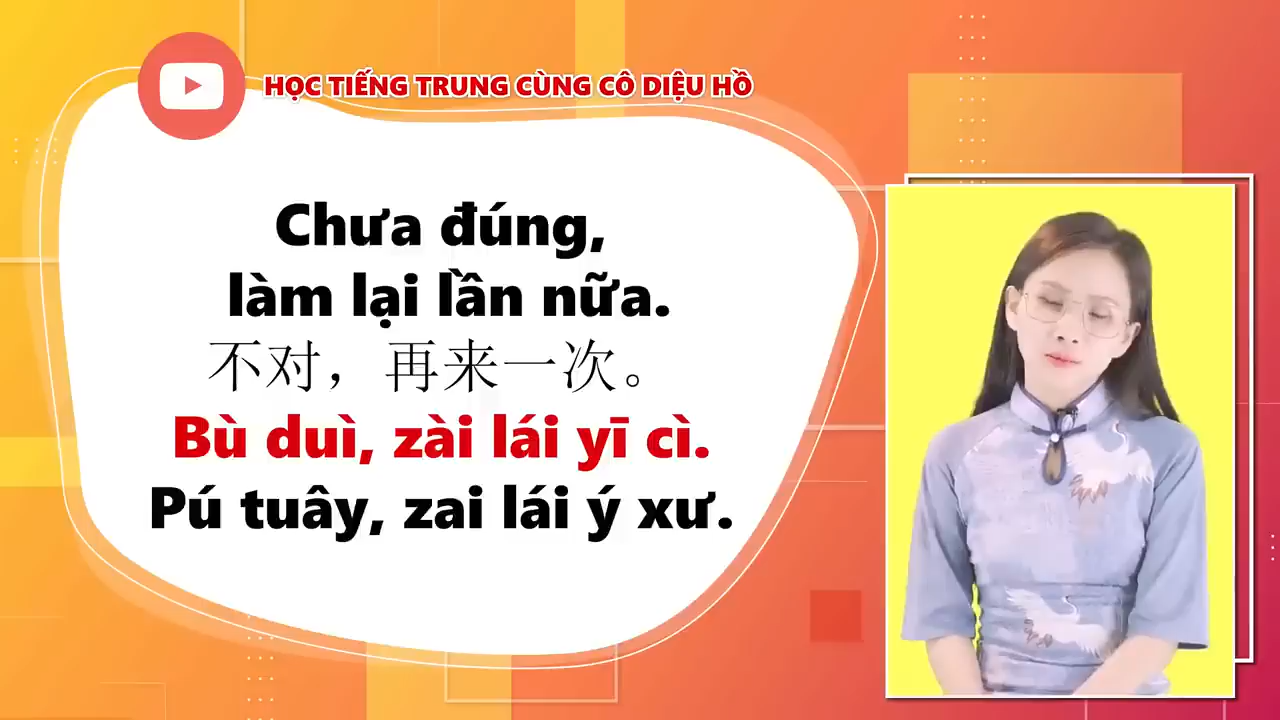 HỌC TIẾNG TRUNG CÙNG CÔ DIỆU HỒ
Chưa đúng,
làm lại lần nữa.
不对，再来一次。
Bù duì, zài lái yī cì.
Pú tuây, zai lái ý xư.